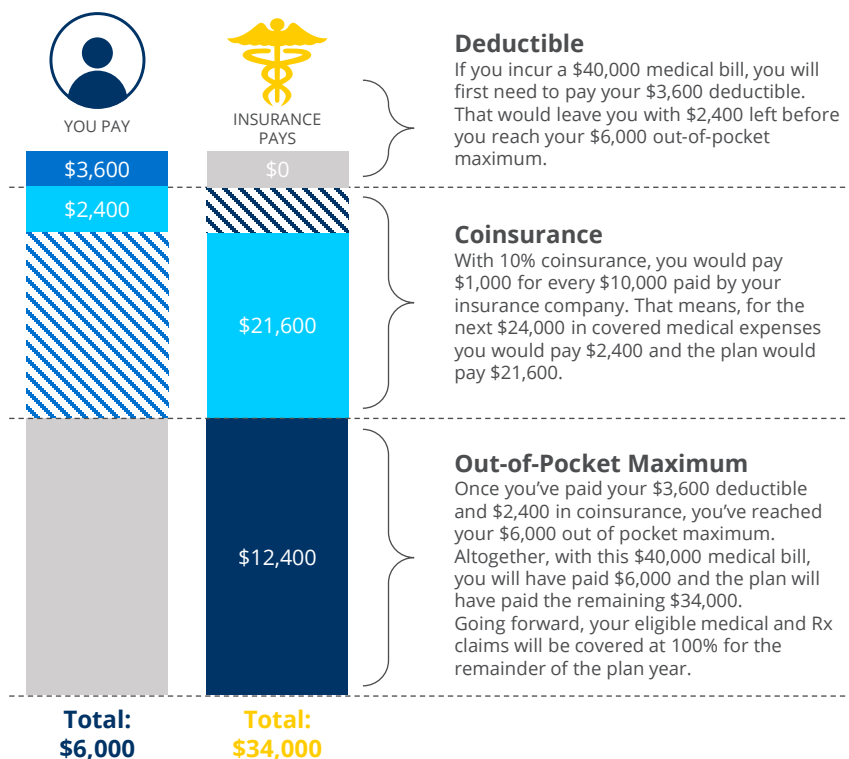 YOU PAY
INSURANCE
PAYS
$3,600
$0
$2,400
$21,600
$12,400
Total:
$6,000
Total:
$34,000
Deductible
If you incur a $40,000 medical bill, you will
first need to pay your $3,600 deductible.
That would leave you with $2,400 left before
you reach your $6,000 out-of-pocket
maximum.
Coinsurance
With 10% coinsurance, you would pay
$1,000 for every $10,000 paid by your
insurance company. That means, for the
next $24,000 in covered medical expenses
you would pay $2,400 and the plan would
pay $21,600.
Out-of-Pocket Maximum
Once you’ve paid your $3,600 deductible
and $2,400 in coinsurance, you’ve reached
your $6,000 out of pocket maximum.
Altogether, with this $40,000 medical bill,
you will have paid $6,000 and the plan will
have paid the remaining $34,000.
Going forward, your eligible medical and Rx
claims will be covered at 100% for the
remainder of the plan year.